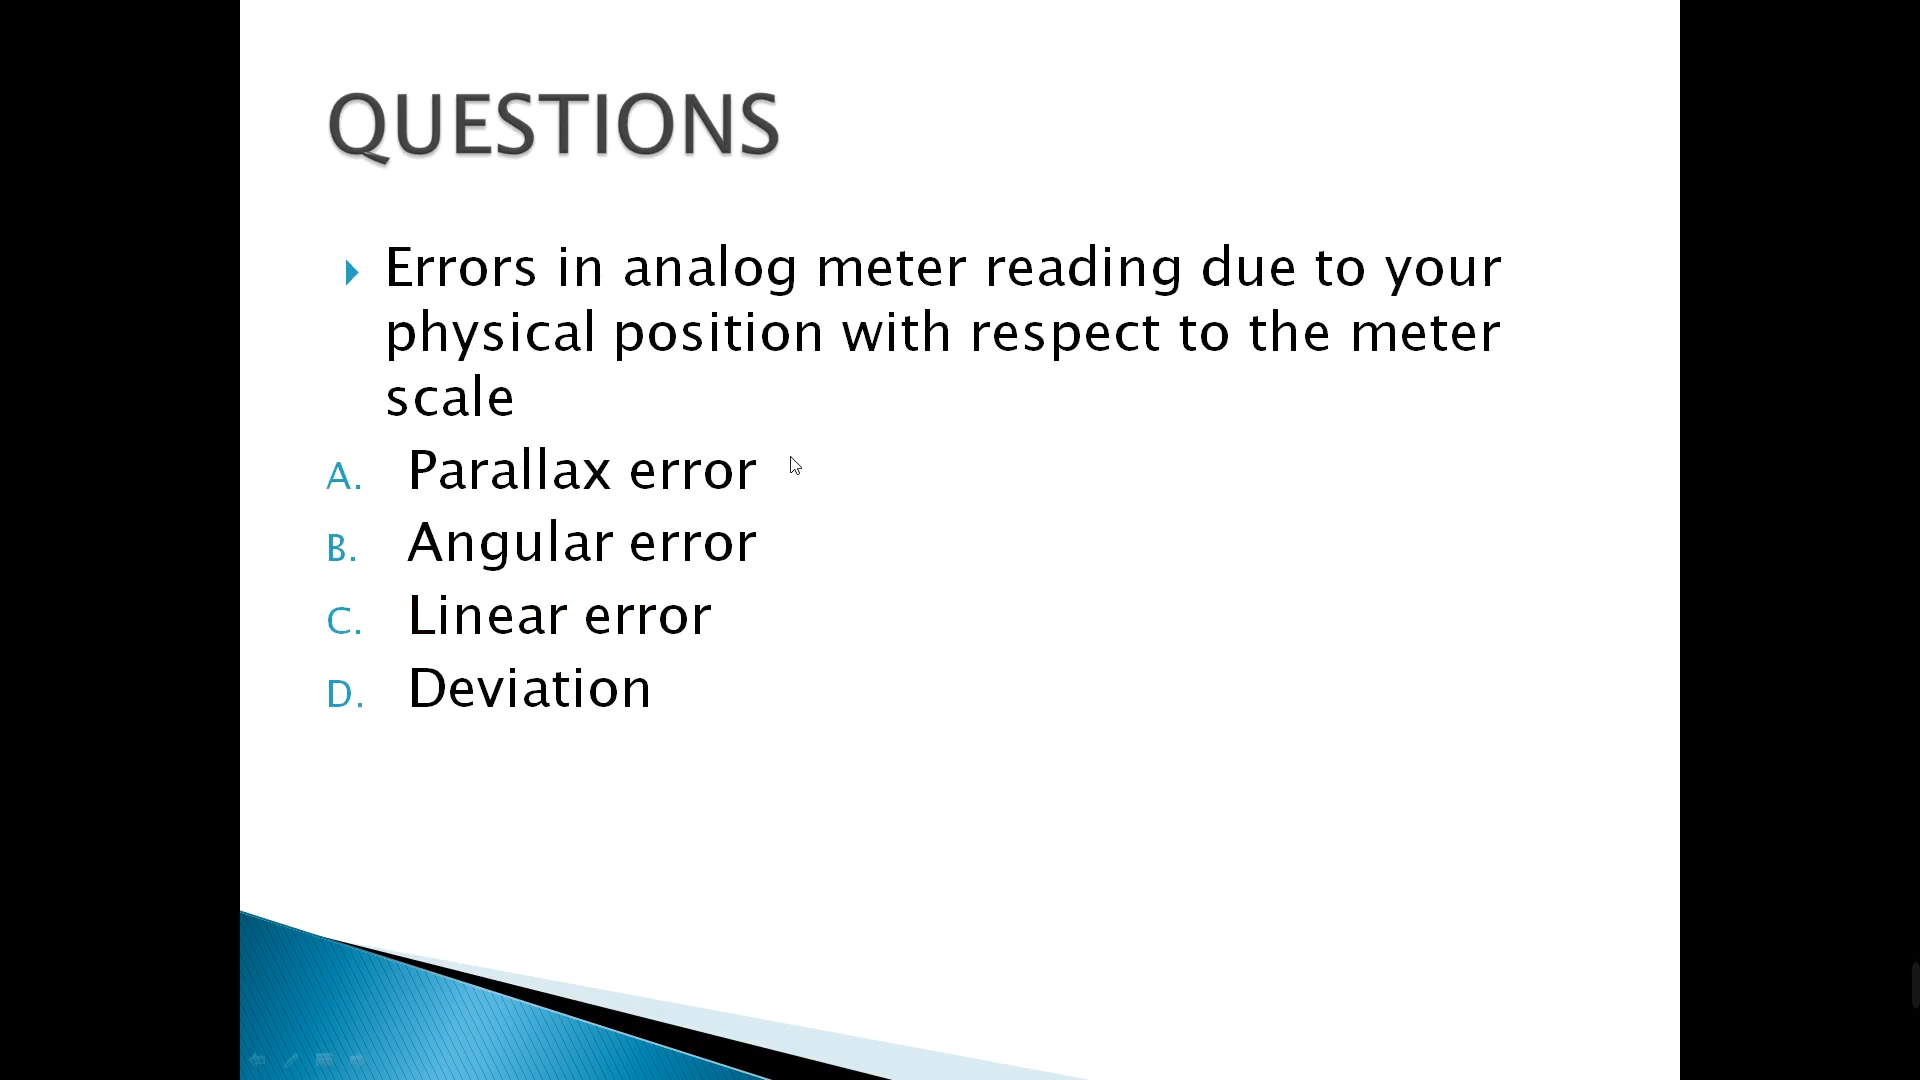 QUESTIONS
Errors in analog meter reading due to your
physical position with respect to the meter
scale
A. Parallax error
B. Angular error
C. Linear error
D. Deviation